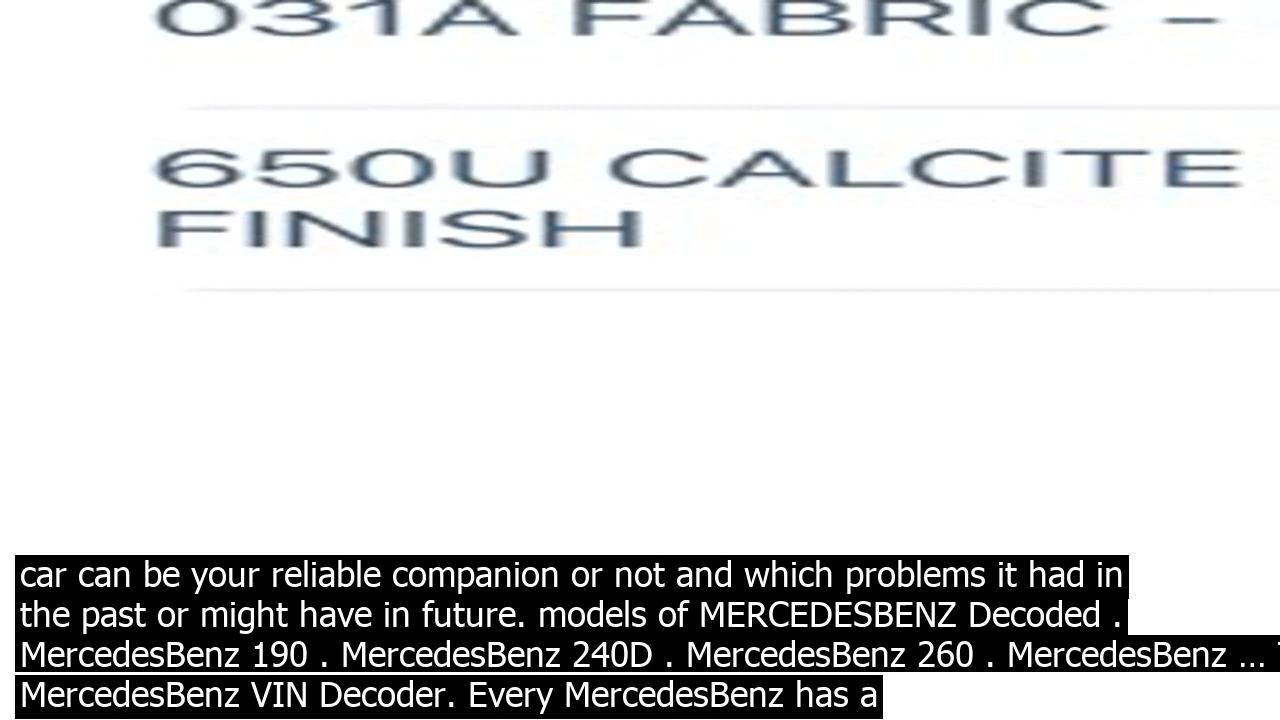 031A FABRIC -
650U CALCITE
FINISH
car can be your reliable companion or not and which problems it had in
the past or might have in future. models of MERCEDESBENZ Decoded .
MercedesBenz 190 . MercedesBenz 240D . MercedesBenz 260 . MercedesBenz ...
MercedesBenz VIN Decoder. Every MercedesBenz has a